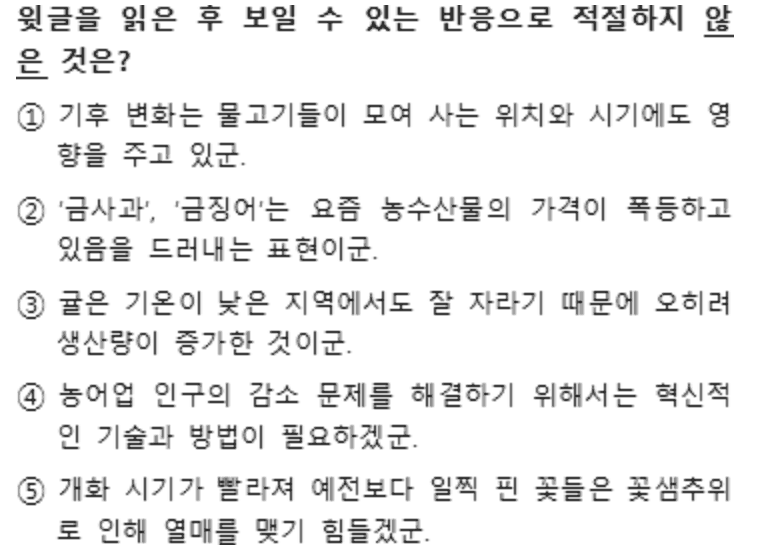 윗글을 읽은 후 보일 수 있는 반응으로 적절하지 않
은 것은?
① 기후 변화는 물고기들이 모여 사는 위치와 시기에도 영
향을 주고 있군.
② '금사과', '금징어'는 요즘 농수산물의 가격이 폭등하고
있음을 드러내는 표현이군.
③ 귤은 기온이 낮은 지역에서도 잘 자라기 때문에 오히려
생산량이 증가한 것이군.
④ 농어업 인구의 감소 문제를 해결하기 위해서는 혁신적
인 기술과 방법이 필요하겠군.
⑤ 개화 시기가 빨라져 예전보다 일찍 핀 꽃들은 꽃샘추위
로 인해 열매를 맺기 힘들겠군.